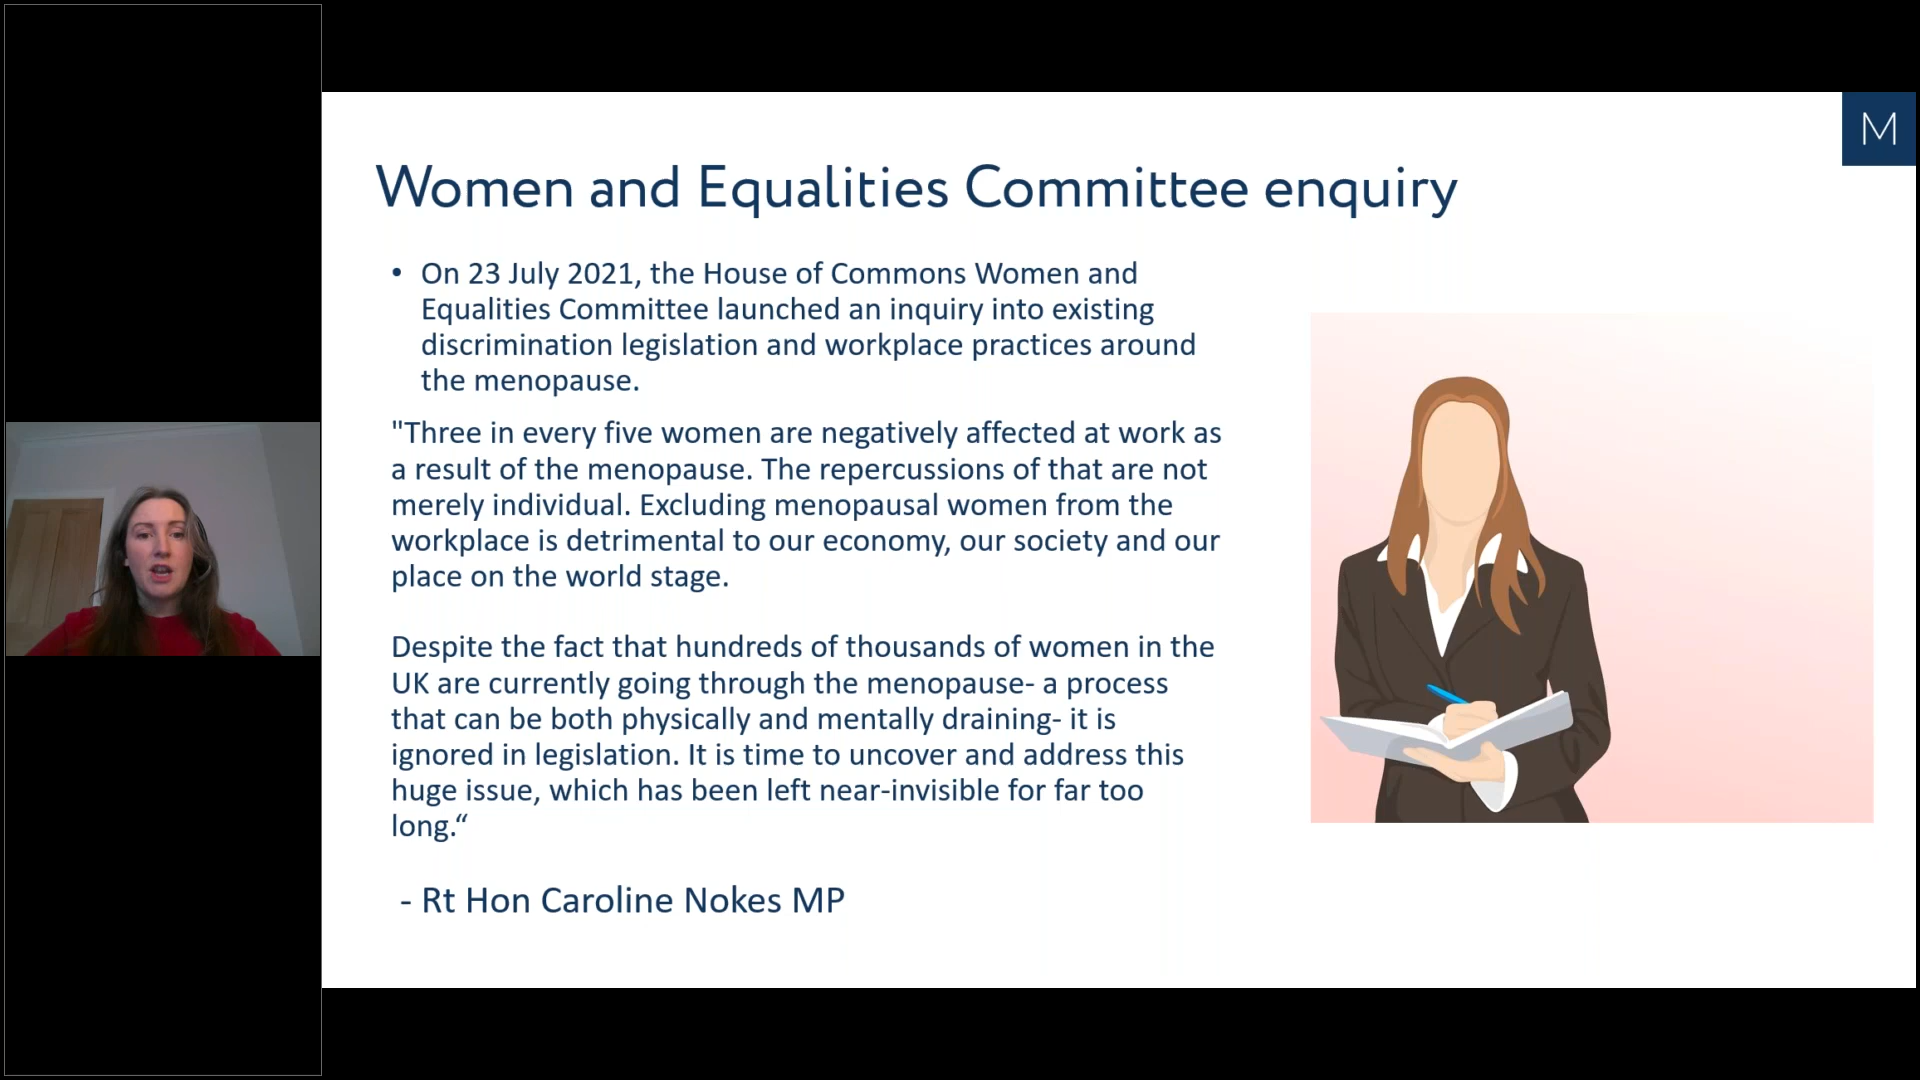 M
Women and Equalities Committee enquiry
• On 23 July 2021, the House of Commons Women and
Equalities Committee launched an inquiry into existing
discrimination legislation and workplace practices around
the menopause.
"Three in every five women are negatively affected at work as
a result of the menopause. The repercussions of that are not
merely individual. Excluding menopausal women from the
workplace is detrimental to our economy, our society and our
place on the world stage.
Despite the fact that hundreds of thousands of women in the
UK are currently going through the menopause- a process
that can be both physically and mentally draining- it is
ignored in legislation. It is time to uncover and address this
huge issue, which has been left near-invisible for far too
long.“
- Rt Hon Caroline Nokes MP